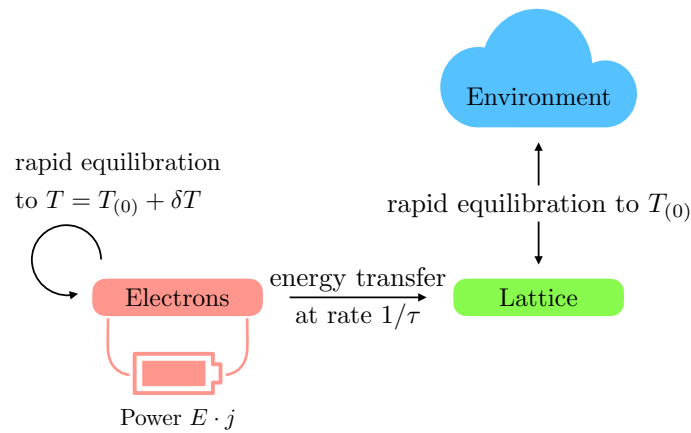 Environment
rapid equilibration
to $T = T_{(0)} + \delta T$
rapid equilibration to $T_{(0)}$
Electrons
energy transfer
at rate $1/\tau$
Lattice
Power $E \cdot j$